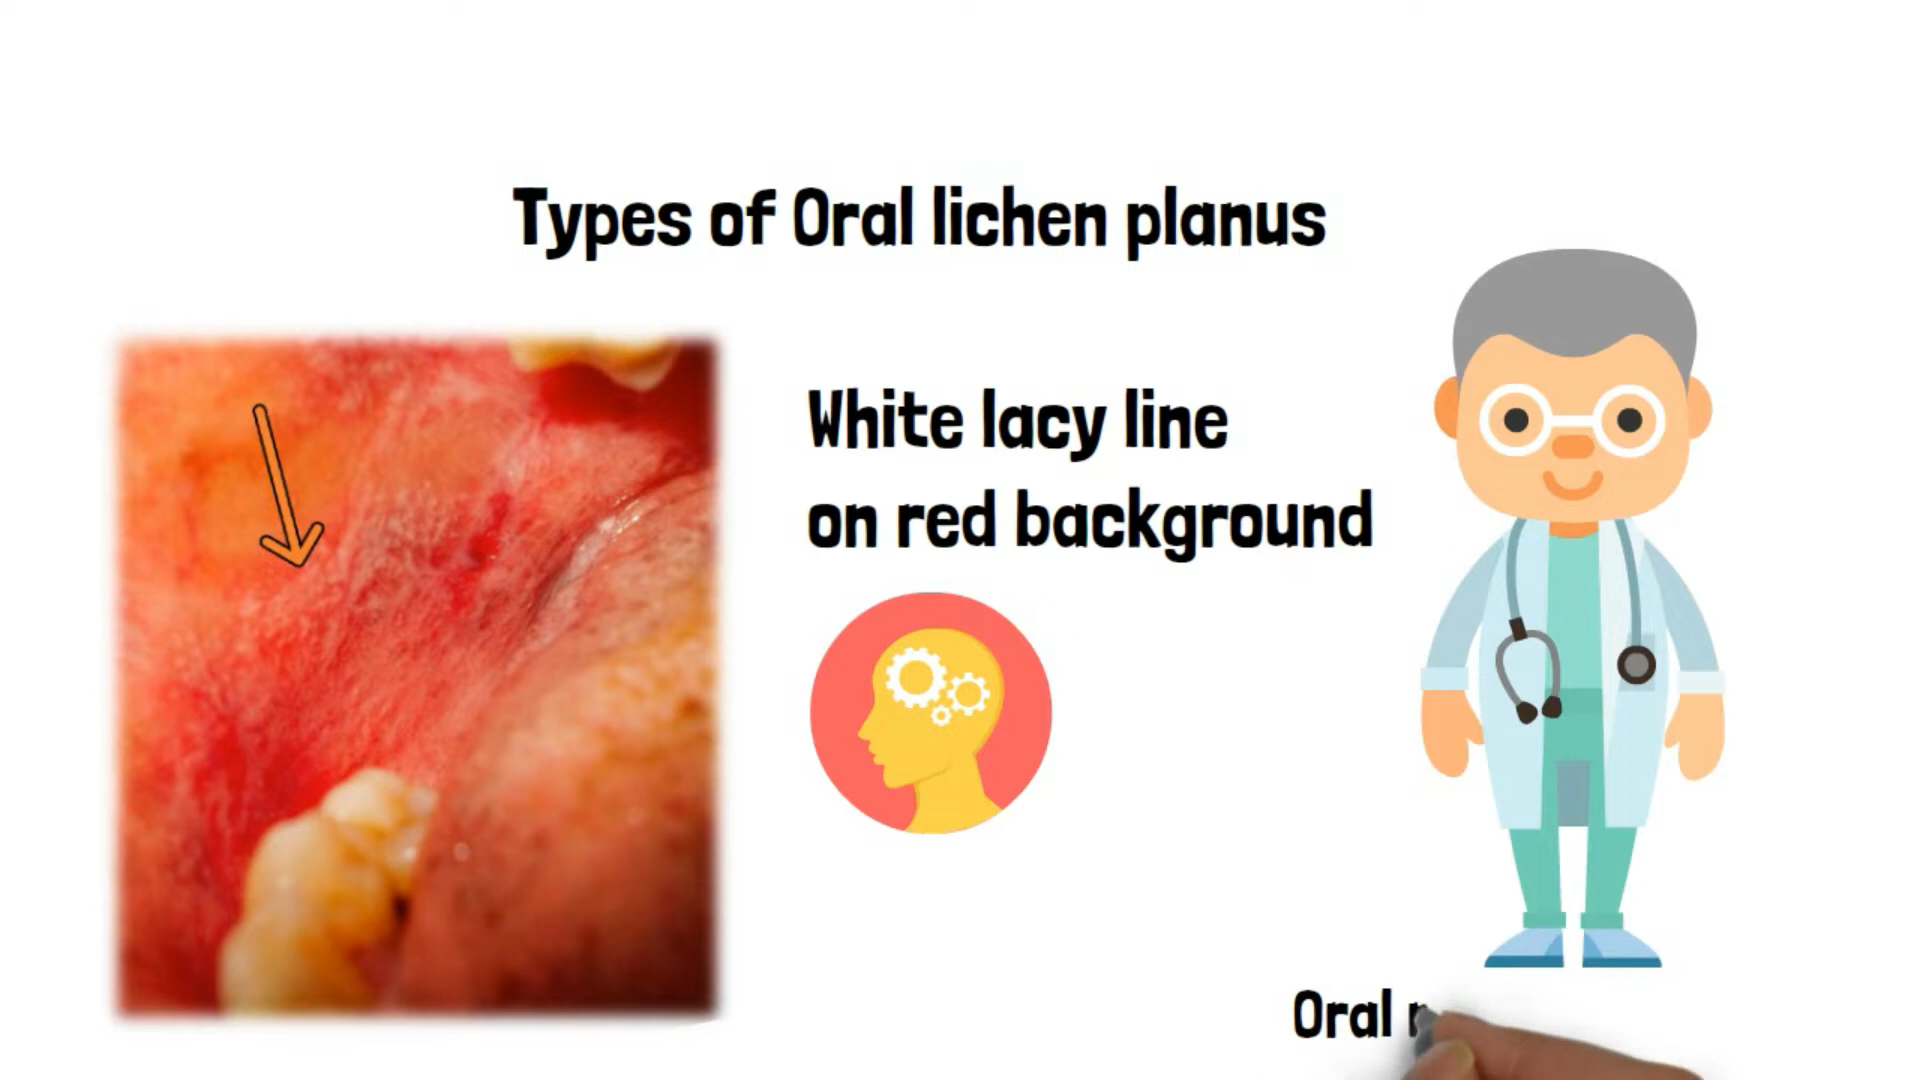 Types of Oral lichen planus
White lacy line
on red background
Oral